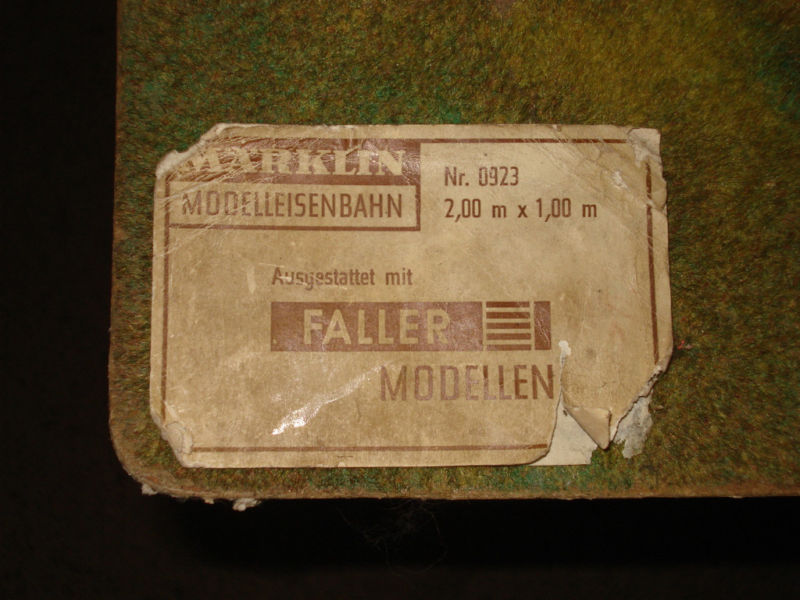 MÄRKLIN
MODELLEISENBAHN
Nr. 0923
2,00 m x 1,00 m
Ausgestattet mit
FALLER
MODELLEN